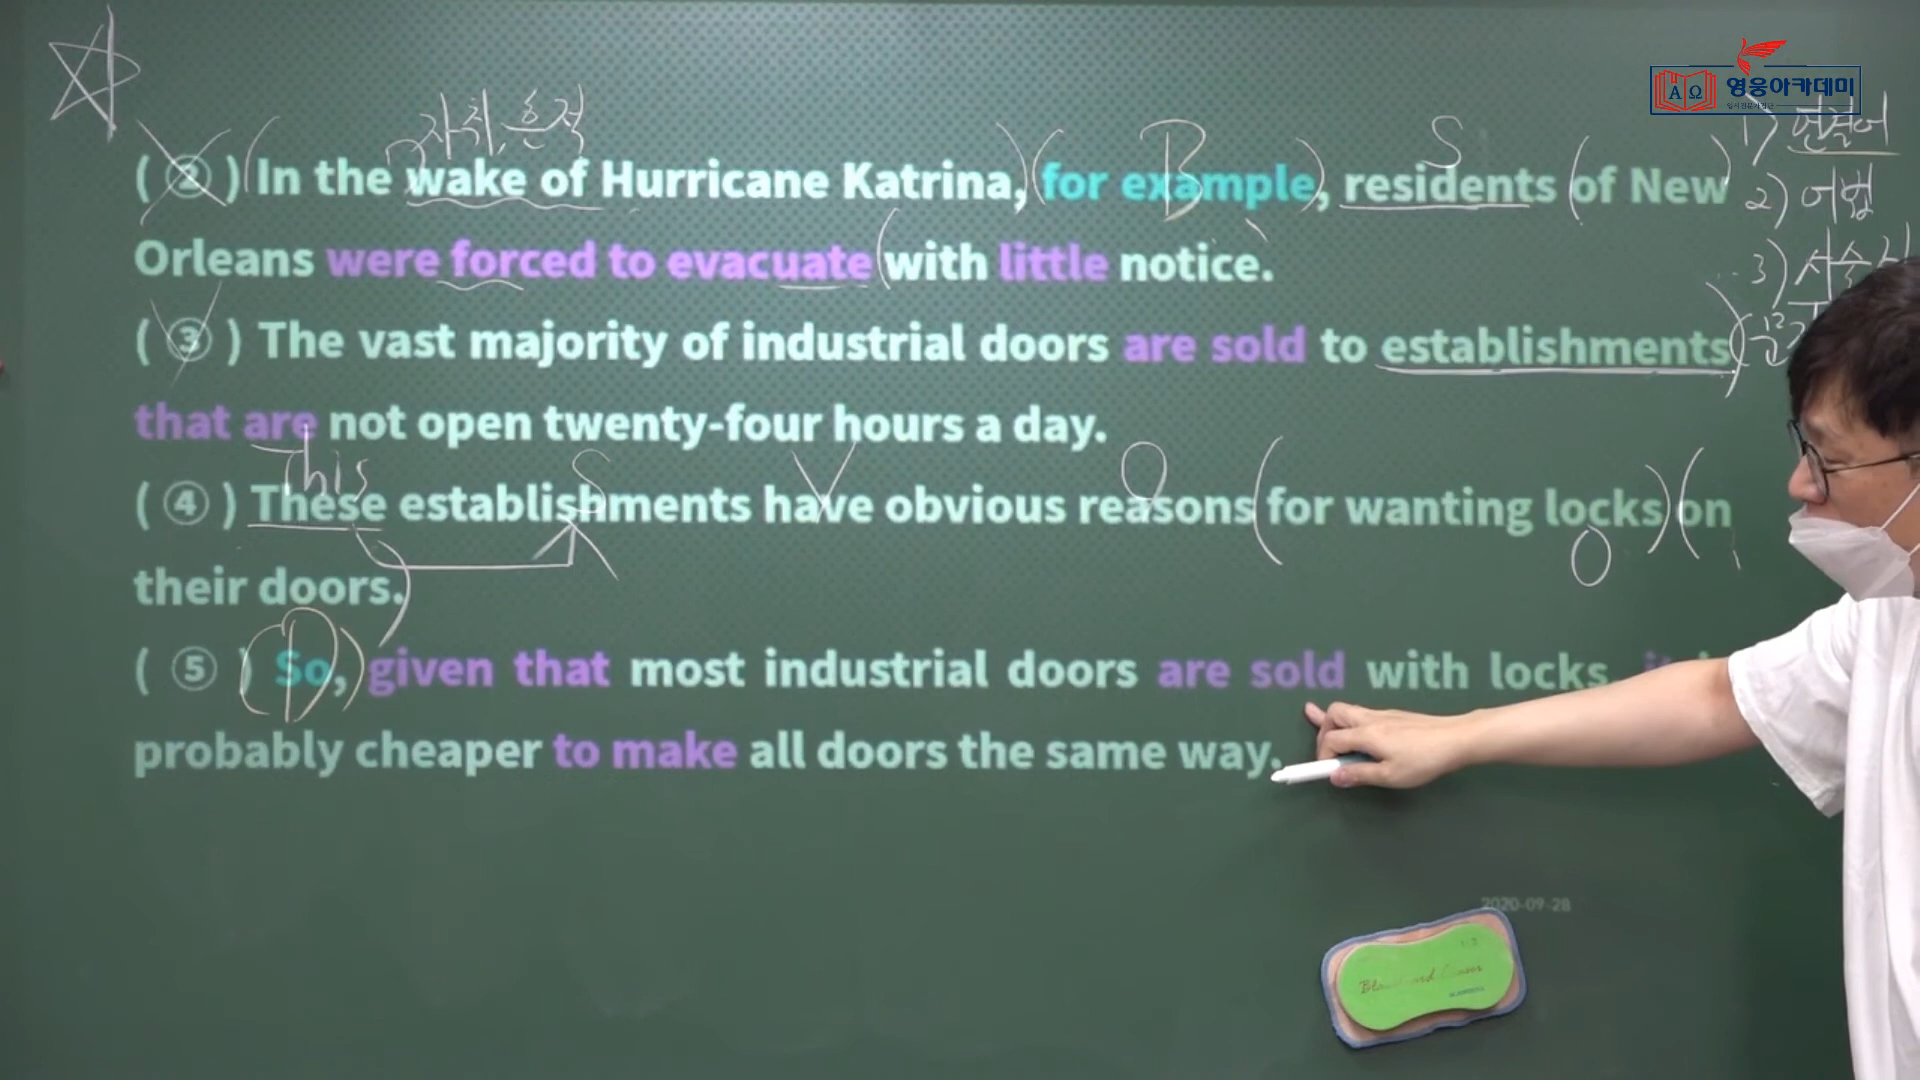 영웅아카데미
AΩ
자취, 흔적
1) 연결어
2) 어법
3)
B
S
( ② ) In the wake of Hurricane Katrina, for example, residents of New
Orleans were forced to evacuate with little notice.
( ③ ) The vast majority of industrial doors are sold to establishments
that are not open twenty-four hours a day.
This
S
V
O
( ④ ) These establishments have obvious reasons for wanting locks on
O
their doors.
( ⑤ ) So, given that most industrial doors are sold with locks,
probably cheaper to make all doors the same way.
2020-09-28